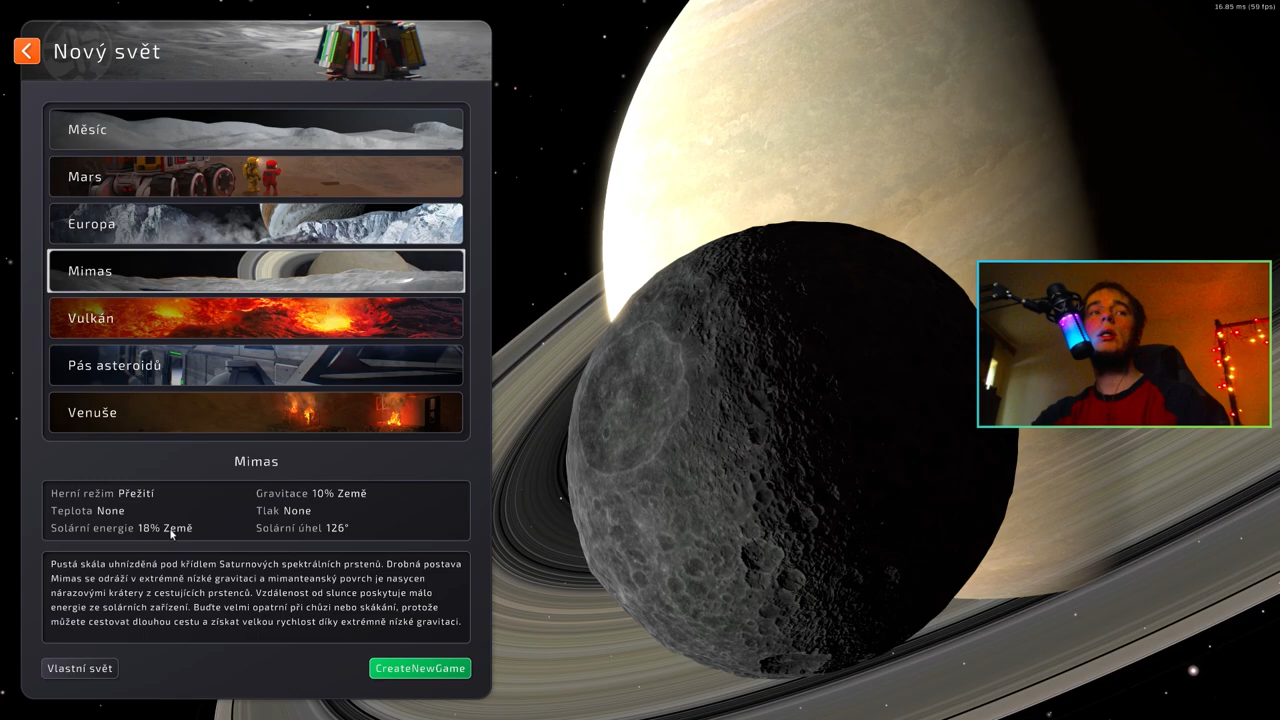 16.85 ms (59 fps)
Nový svět
Měsíc
Mars
Europa
Mimas
Vulkán
Pás asteroidů
Venuše
Mimas
Herní režim Přežití
Gravitace 10% Země
Teplota None
Tlak None
Solární energie 18% Země
Solární úhel 126°
Pustá skála uhnízděná pod křídlem Saturnových spektrálních prstenů. Drobná postava
Mimas se odráží v extrémně nízké gravitaci a mimanteanský povrch je nasycen
nárazovými krátery z cestujících prstenců. Vzdálenost od slunce poskytuje málo
energie ze solárních zařízení. Buďte velmi opatrní při chůzi nebo skákání, protože
můžete cestovat dlouhou cestu a získat velkou rychlost díky extrémně nízké gravitaci.
Vlastní svět
CreateNewGame